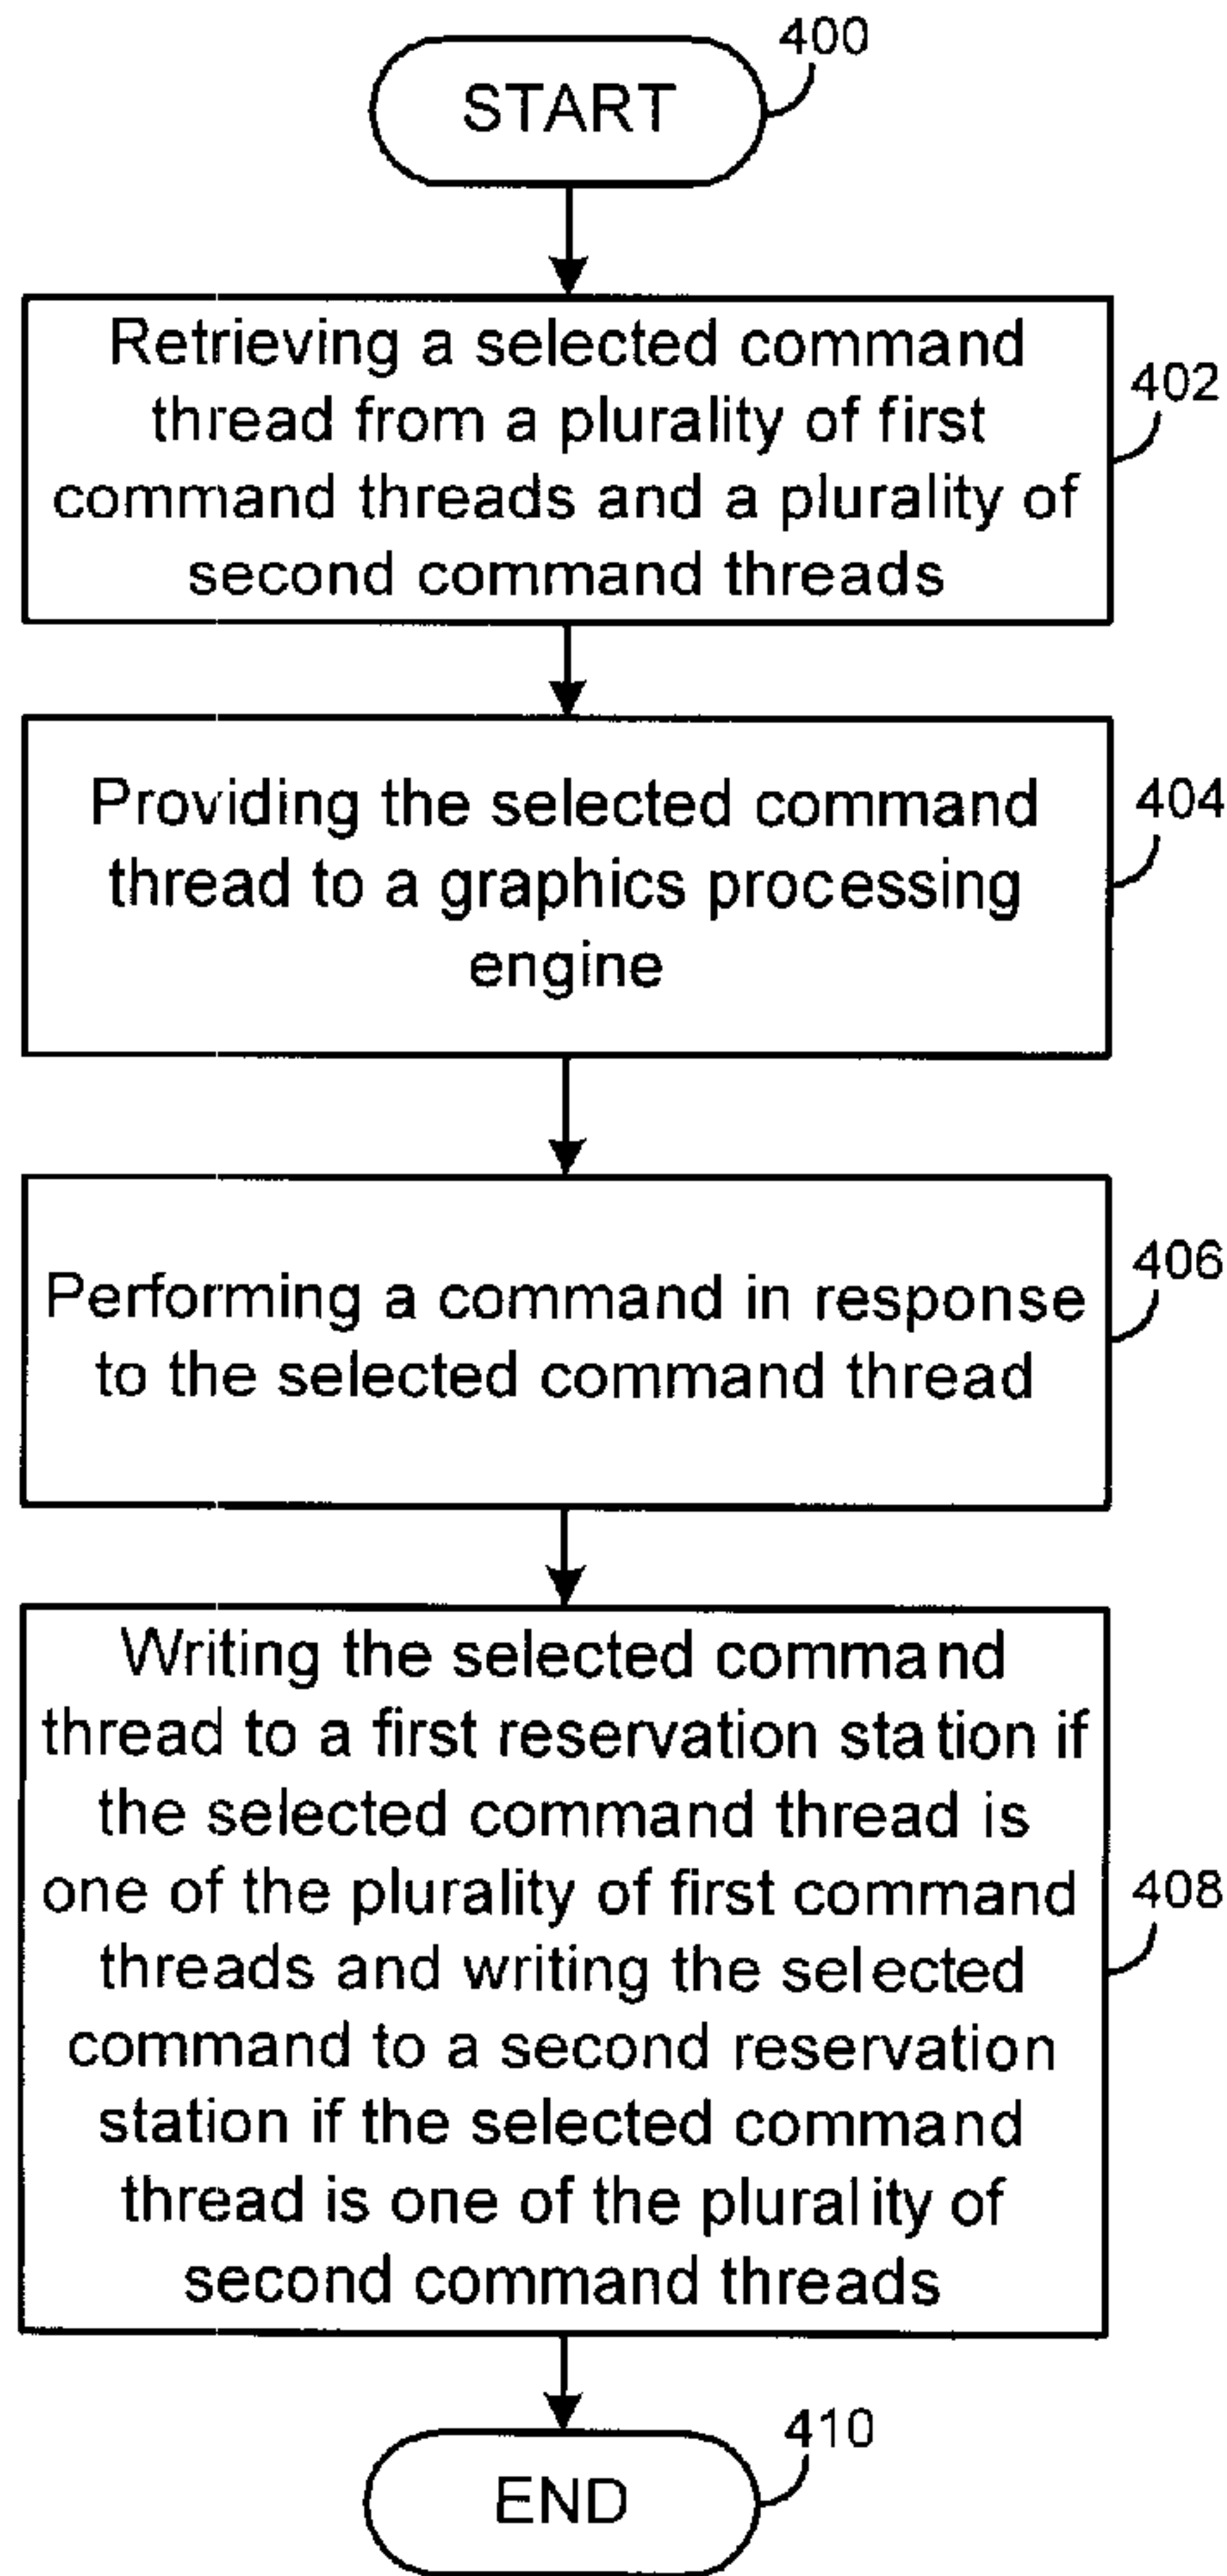 START
400
Retrieving a selected command
thread from a plurality of first
command threads and a plurality of
second command threads
402
Providing the selected command
thread to a graphics processing
engine
404
Performing a command in response
to the selected command thread
406
Writing the selected command
thread to a first reservation station if
the selected command thread is
one of the plurality of first command
threads and writing the selected
command to a second reservation
station if the selected command
thread is one of the plurality of
second command threads
408
END
410